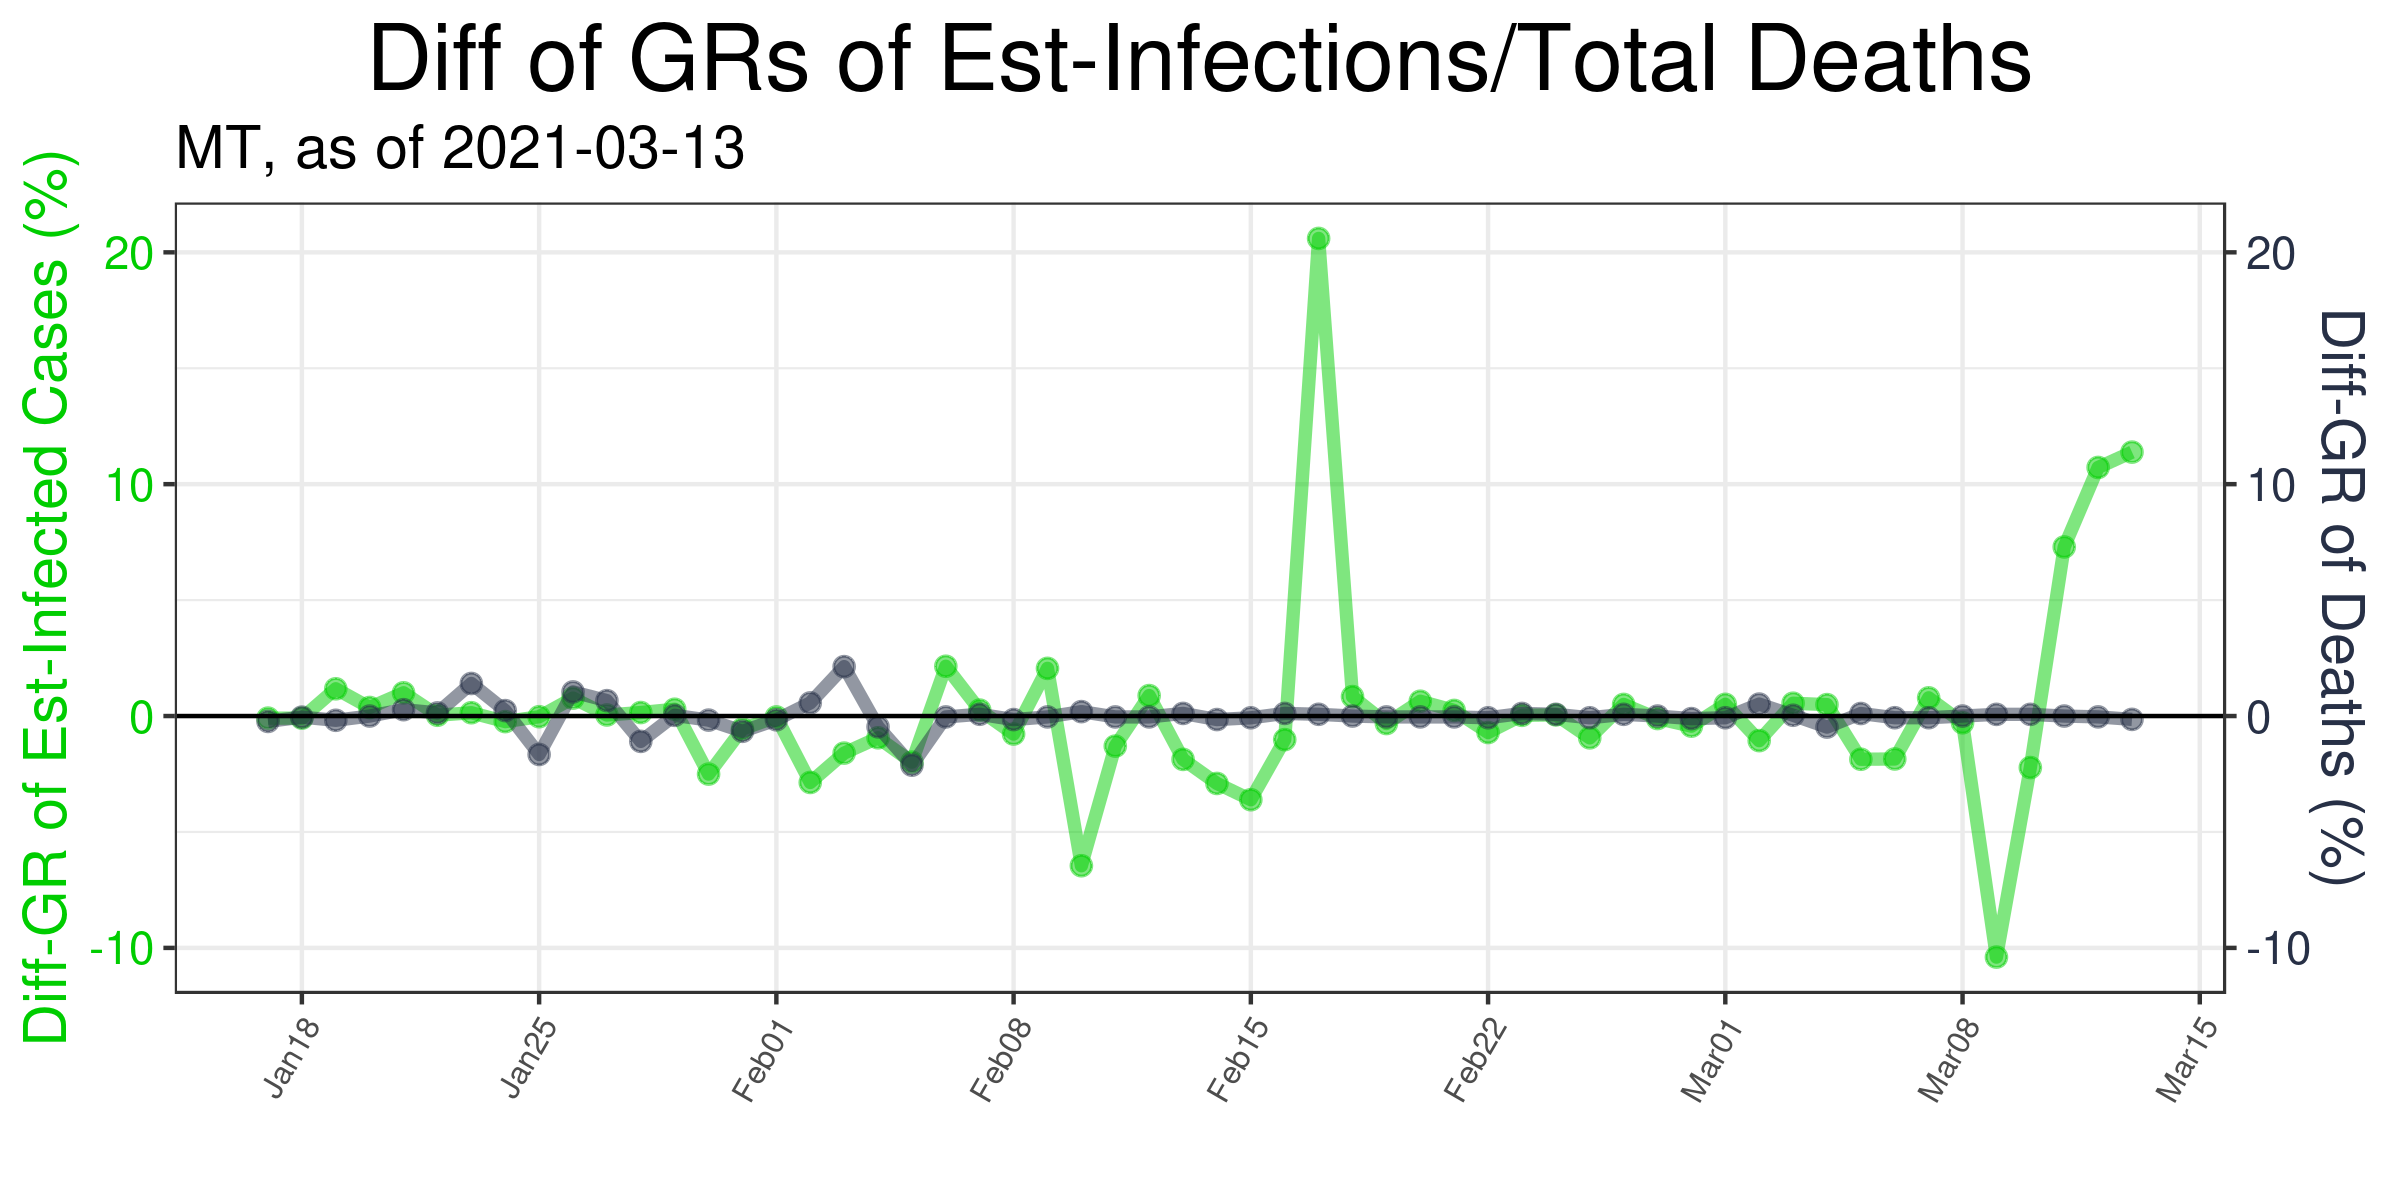 Diff of GRs of Est-Infections/Total Deaths
MT, as of 2021-03-13
Diff-GR of Est-Infected Cases (%)
20
10
0
-10
20
10
0
-10
Diff-GR of Deaths (%)
Jan18
Jan25
Feb01
Feb08
Feb15
Feb22
Mar01
Mar08
Mar15